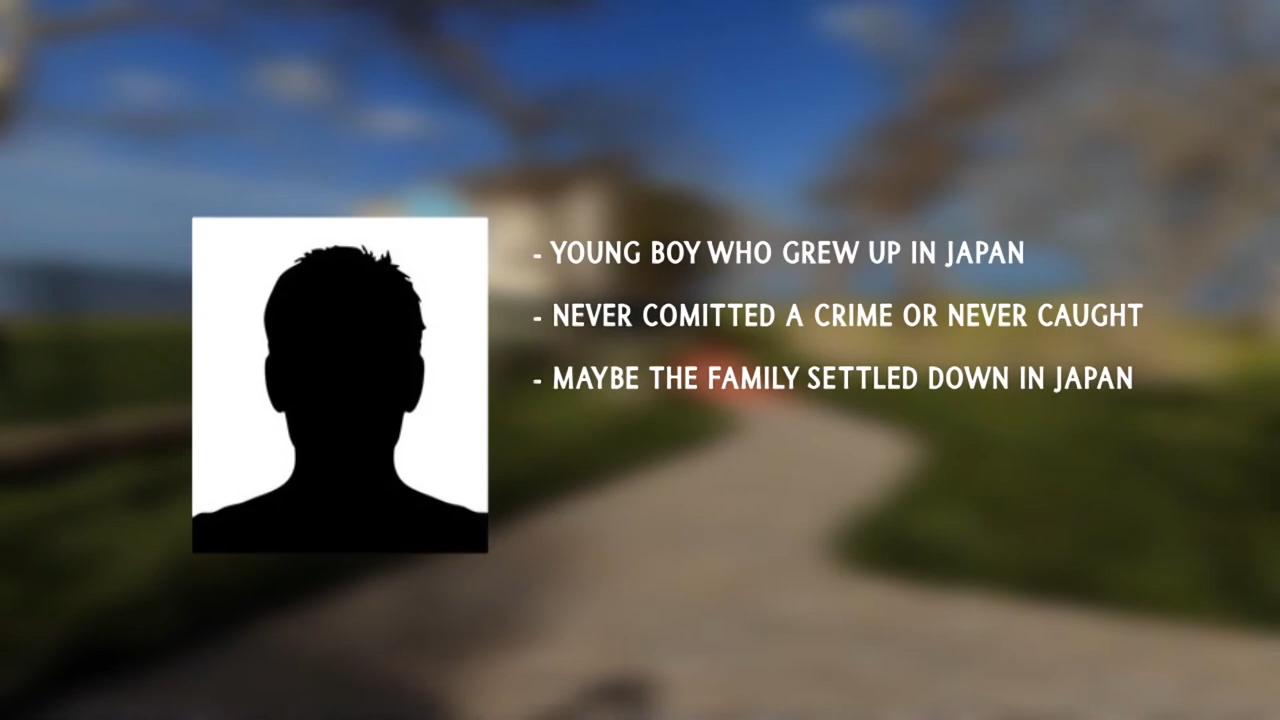 - YOUNG BOY WHO GREW UP IN JAPAN
- NEVER COMITTED A CRIME OR NEVER CAUGHT
- MAYBE THE FAMILY SETTLED DOWN IN JAPAN